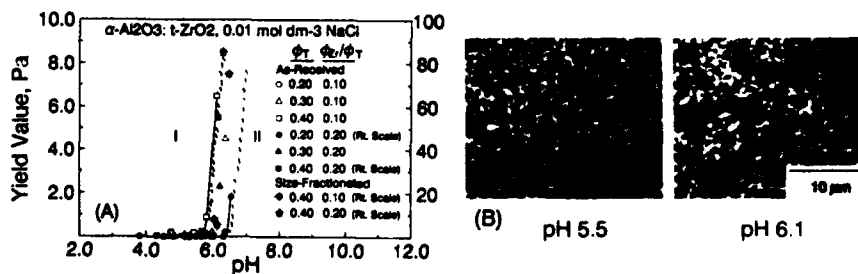 α-Al2O3: t-ZrO2, 0.01 mol dm-3 NaCl
10.0 8.0 6.0 4.0 2.0
Yield Value, Pa
100 80 60 40 20 0
2.0 4.0 6.0 8.0 10.0 12.0
pH
ϕT ϕZr/ϕT
As-Received
0.20 0.10
0.30 0.10
0.40 0.10
0.20 0.20 (Rt. Scale)
0.30 0.20
0.40 0.20 (Rt. Scale)
Size-Fractionated
0.40 0.10 (Rt. Scale)
0.40 0.20 (Rt. Scale)
I II
(A)
(B)
pH 5.5
pH 6.1
10 µm